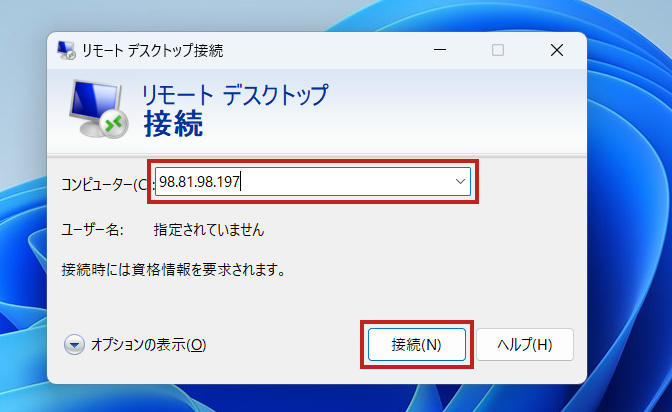 リモート デスクトップ接続
リモート デスクトップ
接続
コンピューター(C):
98.81.98.197
ユーザー名: 指定されていません
接続時には資格情報を要求されます。
オプションの表示(O) 接続(N) ヘルプ(H)